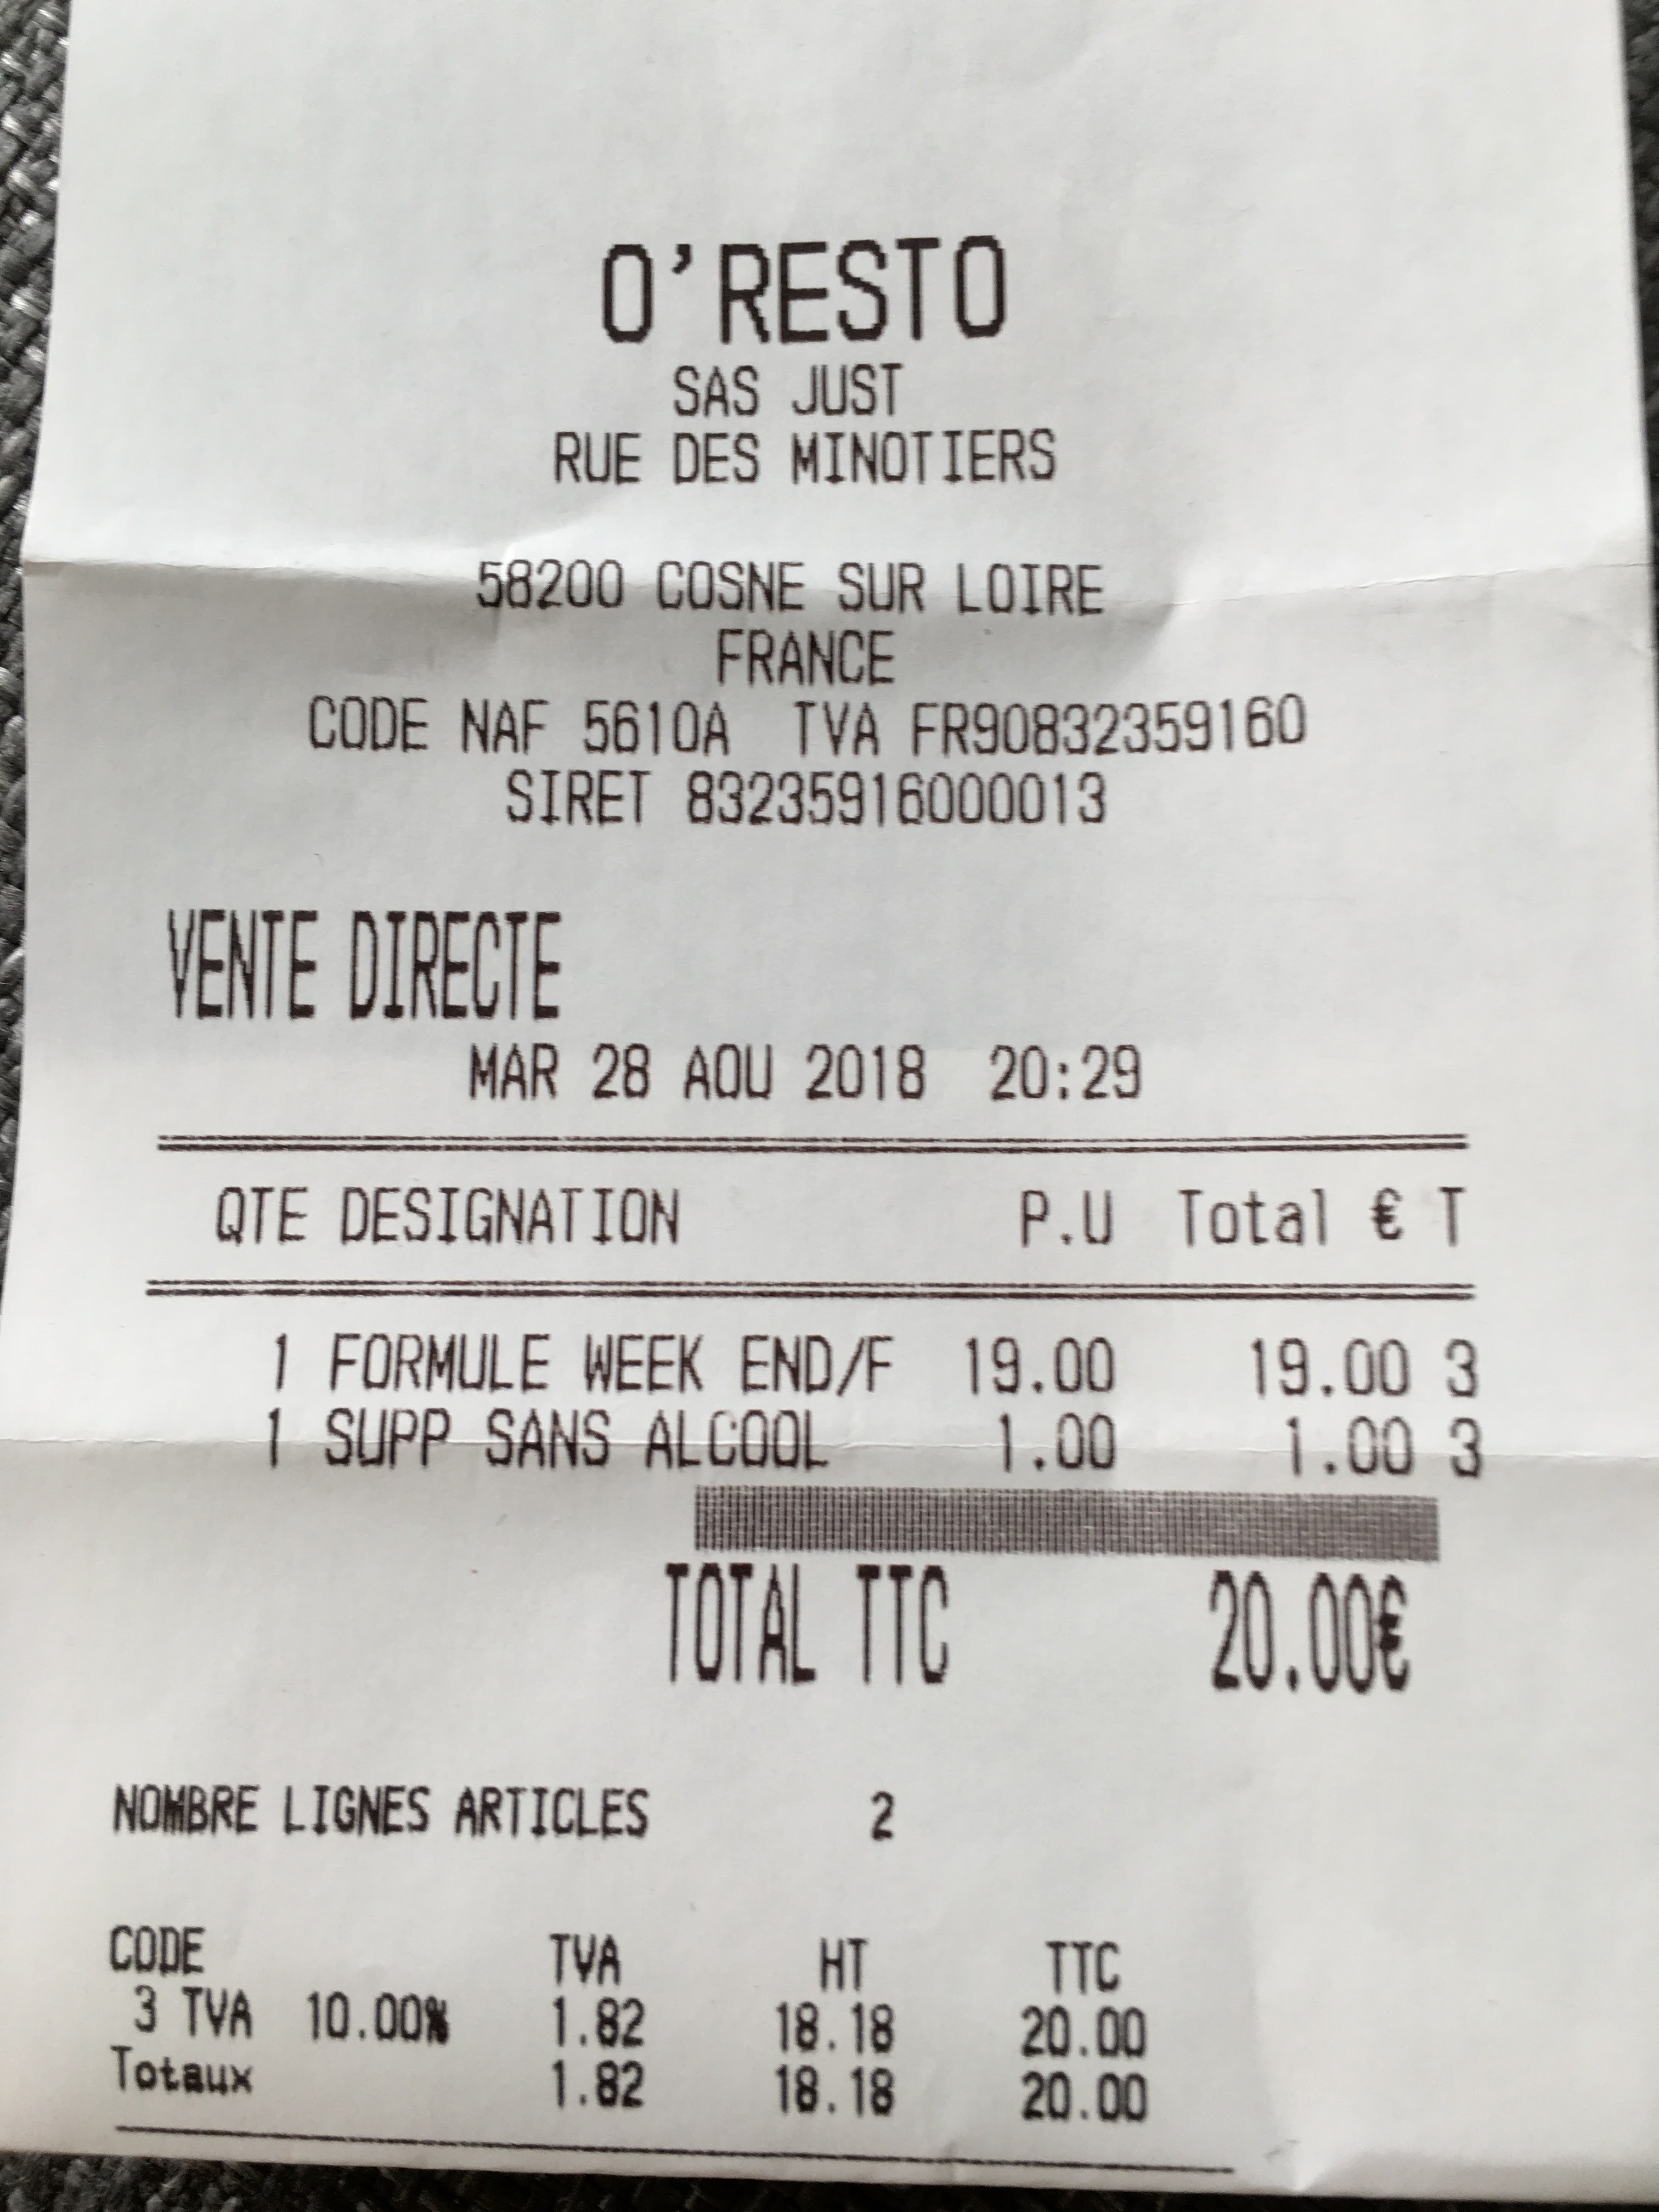 O'RESTO
SAS JUST
RUE DES MINOTIERS
58200 COSNE SUR LOIRE
FRANCE
CODE NAF 5610A TVA FR90832359160
SIRET 83235916000013
VENTE DIRECTE
MAR 28 AOU 2018 20:29
QTE DESIGNATION P.U Total € T
1 FORMULE WEEK END/F 19.00 19.00 3
1 SUPP SANS ALCOOL 1.00 1.00 3
TOTAL TTC 20.00€
NOMBRE LIGNES ARTICLES 2
CODE TVA HT TTC
3 TVA 10.00% 1.82 18.18 20.00
Totaux 1.82 18.18 20.00